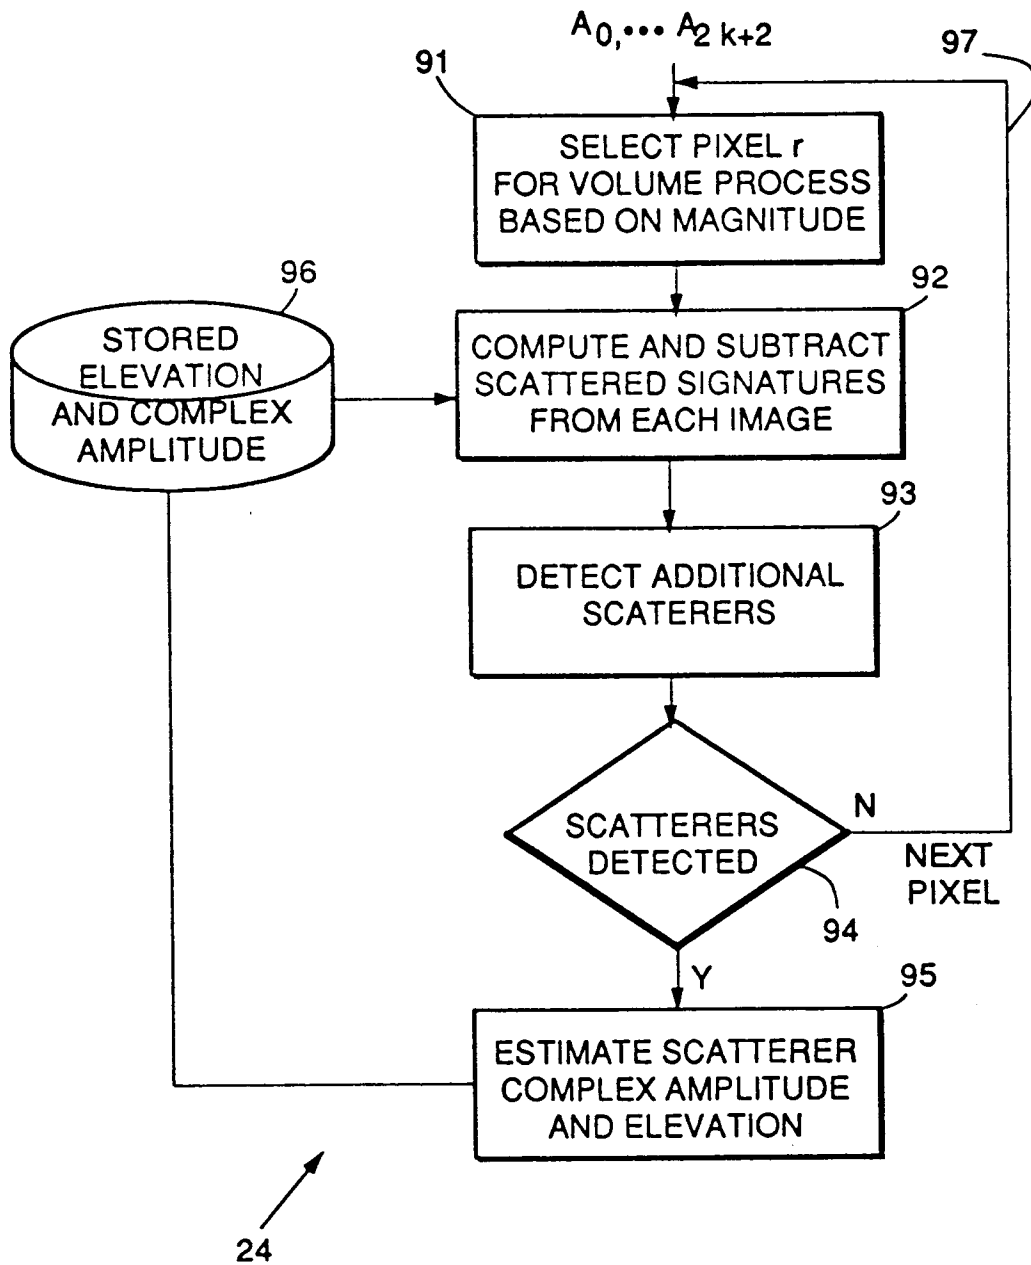 A0,... A2 k+2
97
91
SELECT PIXEL r
FOR VOLUME PROCESS
BASED ON MAGNITUDE
96
92
STORED
ELEVATION
AND COMPLEX
AMPLITUDE
COMPUTE AND SUBTRACT
SCATTERED SIGNATURES
FROM EACH IMAGE
93
DETECT ADDITIONAL
SCATERERS
SCATTERERS
DETECTED
N
NEXT
PIXEL
94
Y
95
ESTIMATE SCATTERER
COMPLEX AMPLITUDE
AND ELEVATION
24